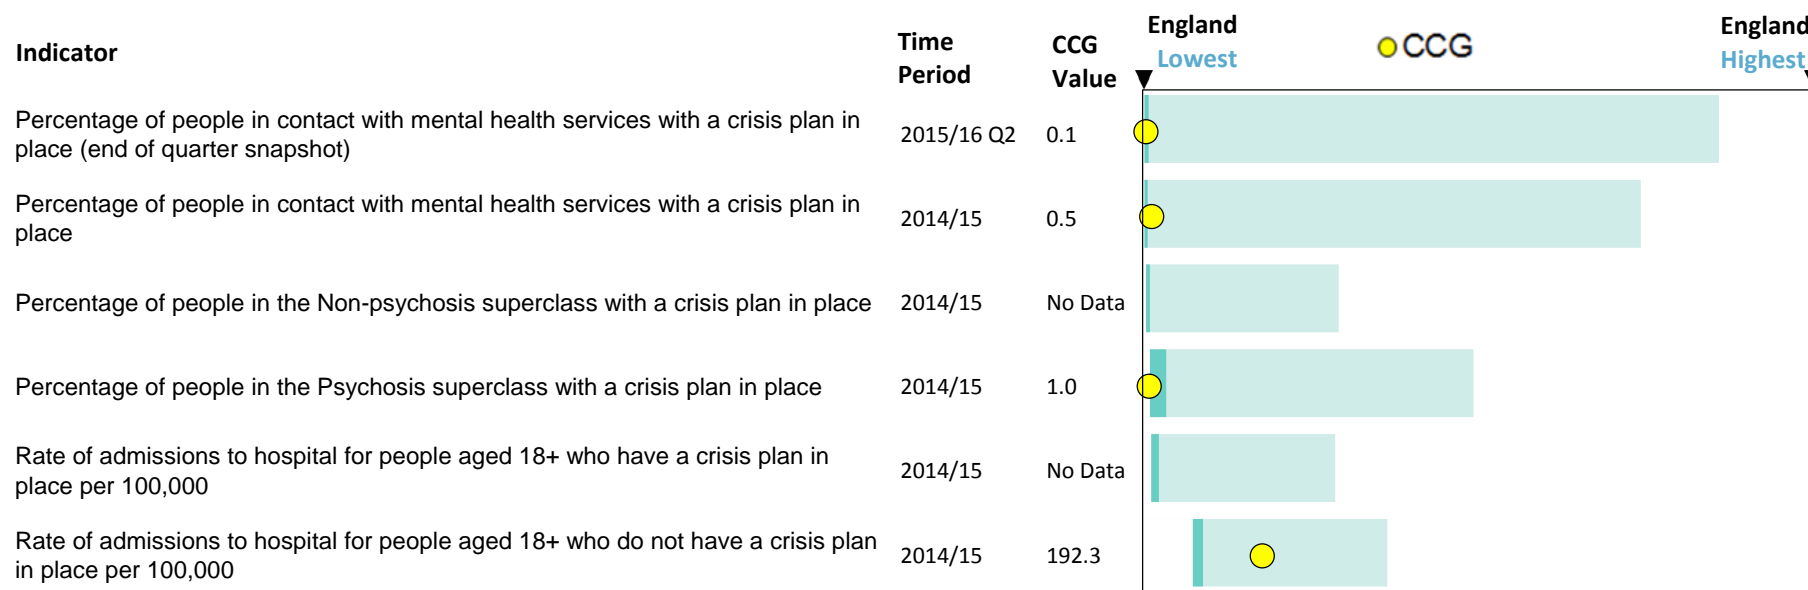 Indicator
Time
Period
CCG
Value
England
Lowest
CCG
England
Highest
Percentage of people in contact with mental health services with a crisis plan in
place (end of quarter snapshot)
2015/16 Q2
0.1
Percentage of people in contact with mental health services with a crisis plan in
place
2014/15
0.5
Percentage of people in the Non-psychosis superclass with a crisis plan in place
2014/15
No Data
Percentage of people in the Psychosis superclass with a crisis plan in place
2014/15
1.0
Rate of admissions to hospital for people aged 18+ who have a crisis plan in
place per 100,000
2014/15
No Data
Rate of admissions to hospital for people aged 18+ who do not have a crisis plan
in place per 100,000
2014/15
192.3